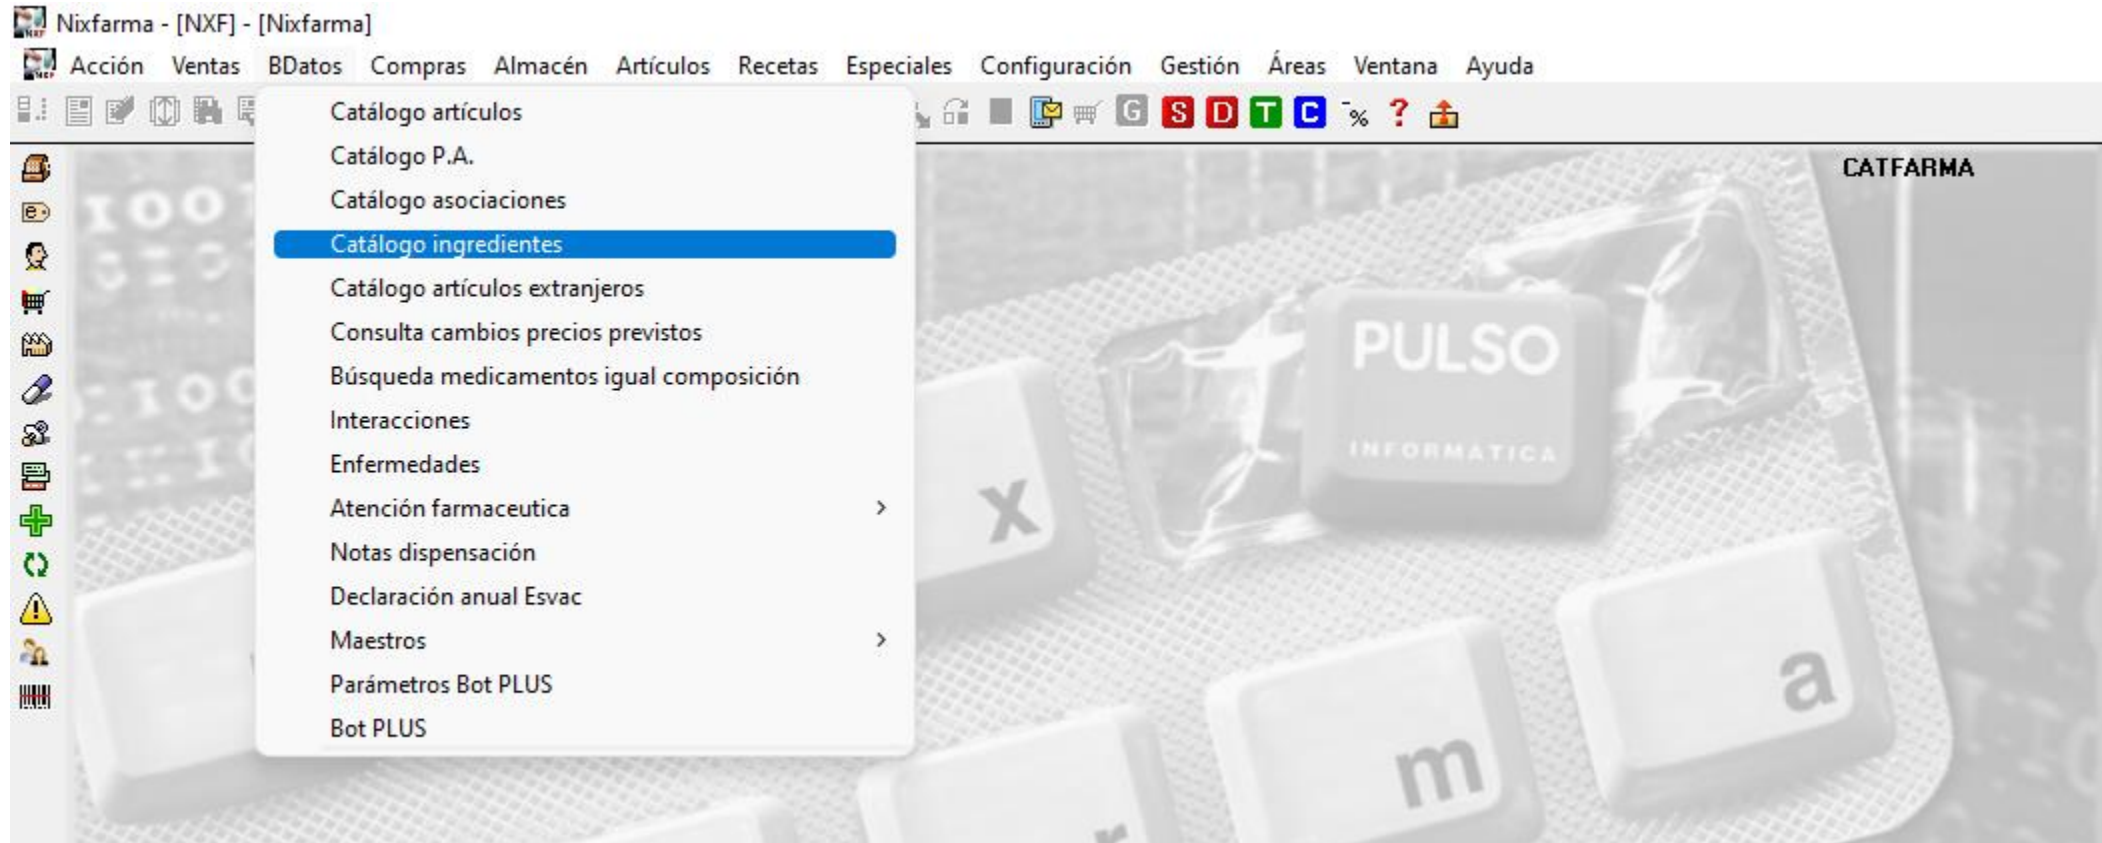 Nixfarma - [NXF] - [Nixfarma]
Acción Ventas BDatos Compras Almacén Artículos Recetas Especiales Configuración Gestión Áreas Ventana Ayuda
G S D T C % ?
Catálogo artículos
CATFARMA
Catálogo P.A.
Catálogo asociaciones
Catálogo ingredientes
Catálogo artículos extranjeros
Consulta cambios precios previstos
Búsqueda medicamentos igual composición
Interacciones
Enfermedades
Atención farmaceutica
Notas dispensación
Declaración anual Esvac
Maestros
Parámetros Bot PLUS
Bot PLUS
PULSO
INFORMATICA
x
a
m
r